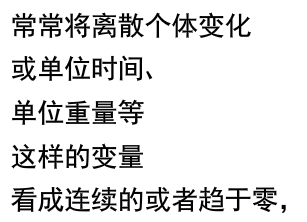 常常将离散个体变化
或单位时间、
单位重量等
这样的变量
看成连续的或者趋于零，